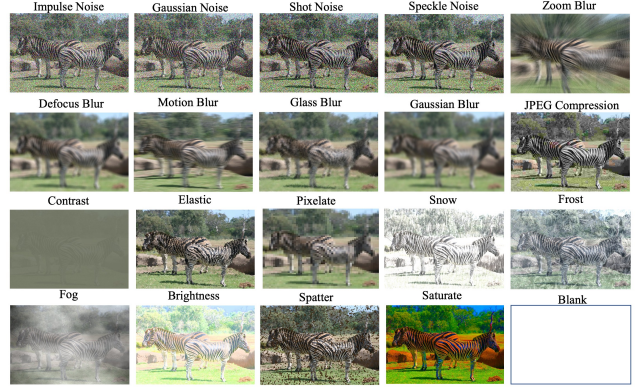 Impulse Noise
Gaussian Noise
Shot Noise
Speckle Noise
Zoom Blur
Defocus Blur
Motion Blur
Glass Blur
Gaussian Blur
JPEG Compression
Contrast
Elastic
Pixelate
Snow
Frost
Fog
Brightness
Spatter
Saturate
Blank